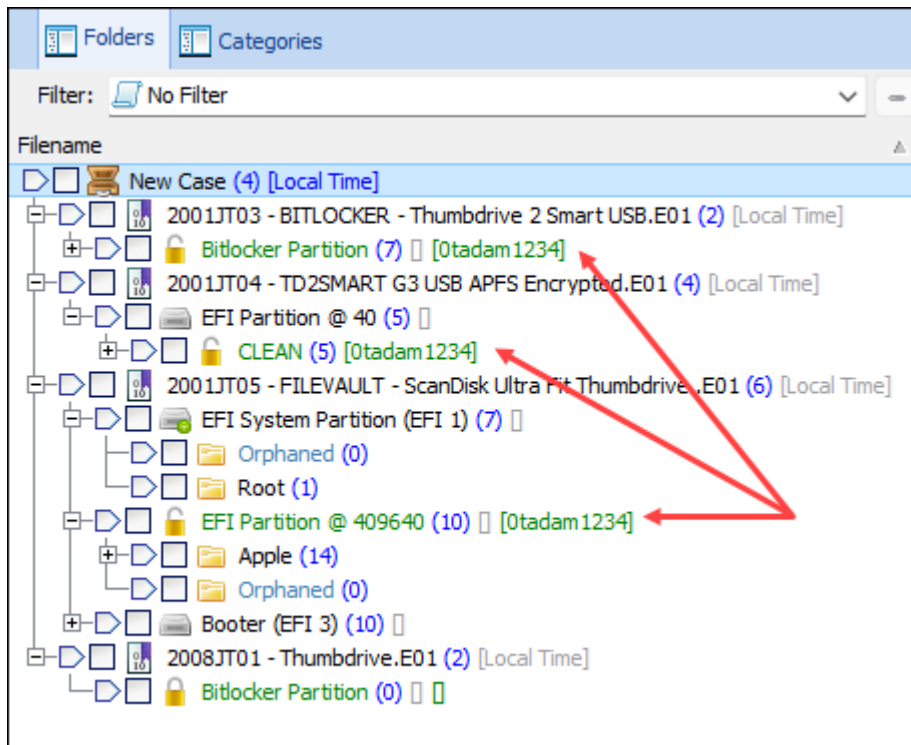 Folders Categories
Filter: No Filter
Filename
New Case (4) [Local Time]
2001JT03 - BITLOCKER - Thumbdrive 2 Smart USB.E01 (2) [Local Time]
Bitlocker Partition (7) [] [0tadam1234]
2001JT04 - TD2SMART G3 USB APFS Encrypted.E01 (4) [Local Time]
EFI Partition @ 40 (5) []
CLEAN (5) [0tadam1234]
2001JT05 - FILEVAULT - ScanDisk Ultra Fit Thumbdrive..E01 (6) [Local Time]
EFI System Partition (EFI 1) (7) []
Orphaned (0)
Root (1)
EFI Partition @ 409640 (10) [] [0tadam1234]
Apple (14)
Orphaned (0)
Booter (EFI 3) (10) []
2008JT01 - Thumbdrive.E01 (2) [Local Time]
Bitlocker Partition (0) [] []